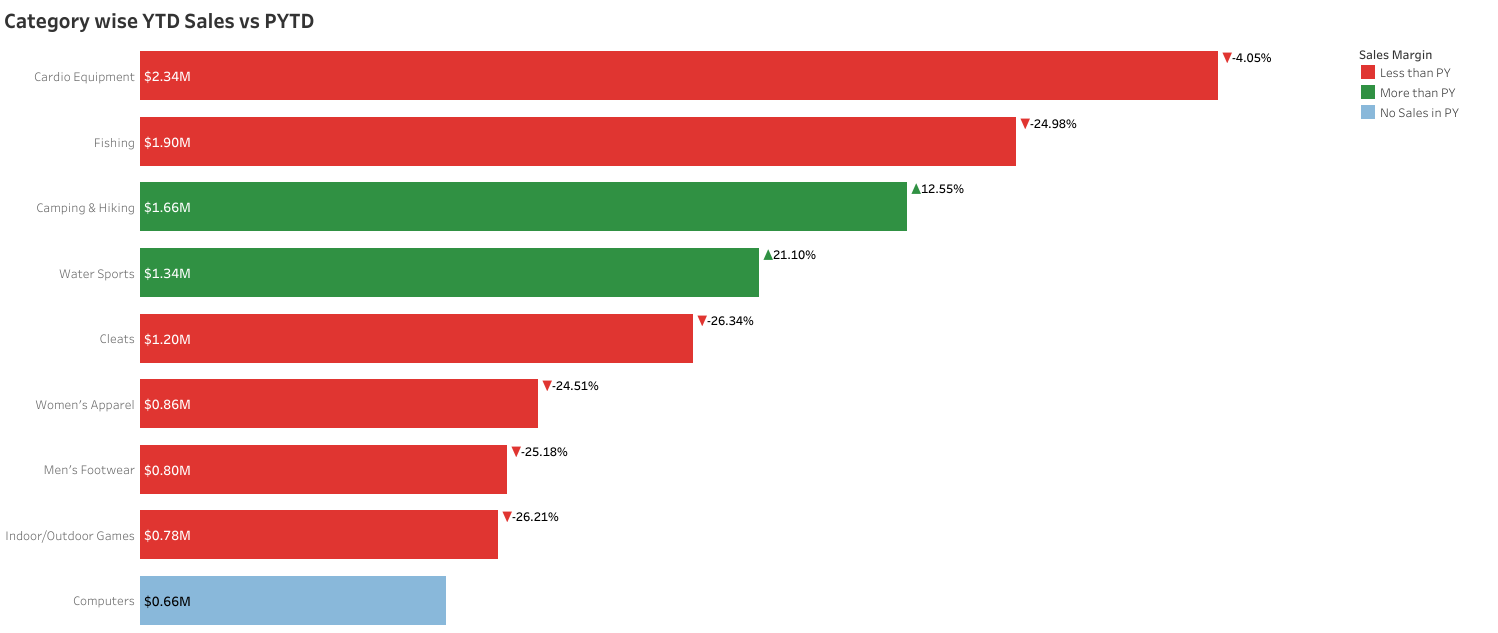 Category wise YTD Sales vs PYTD
Cardio Equipment $2.34M ▼-4.05%
Fishing $1.90M ▼-24.98%
Camping & Hiking $1.66M ▲12.55%
Water Sports $1.34M ▲21.10%
Cleats $1.20M ▼-26.34%
Women's Apparel $0.86M ▼-24.51%
Men's Footwear $0.80M ▼-25.18%
Indoor/Outdoor Games $0.78M ▼-26.21%
Computers $0.66M
Sales Margin
Less than PY
More than PY
No Sales in PY